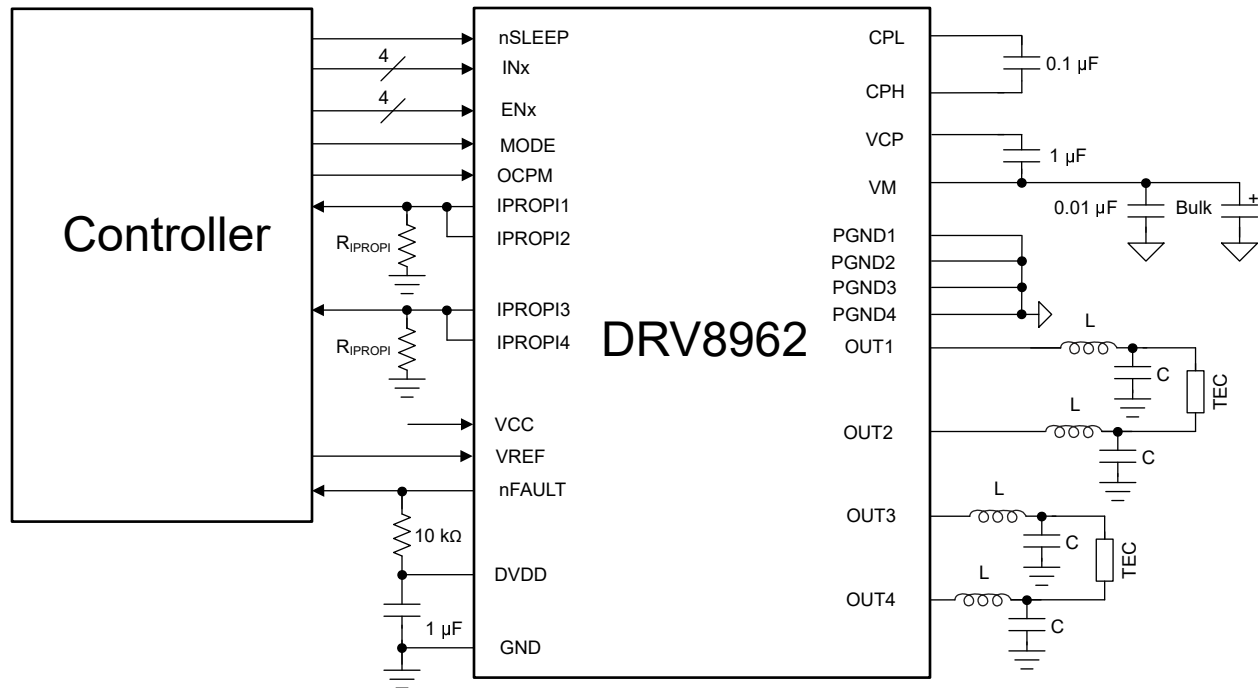 Controller
4
4
R_IPROPI
R_IPROPI
10 kΩ
1 µF
DRV8962
nSLEEP
INx
ENx
MODE
OCPM
IPROPI1
IPROPI2
IPROPI3
IPROPI4
VCC
VREF
nFAULT
DVDD
GND
CPL
CPH
VCP
VM
PGND1
PGND2
PGND3
PGND4
OUT1
OUT2
OUT3
OUT4
0.1 µF
1 µF
0.01 µF
Bulk
+
L
C
TEC
L
C
L
C
TEC
L
C